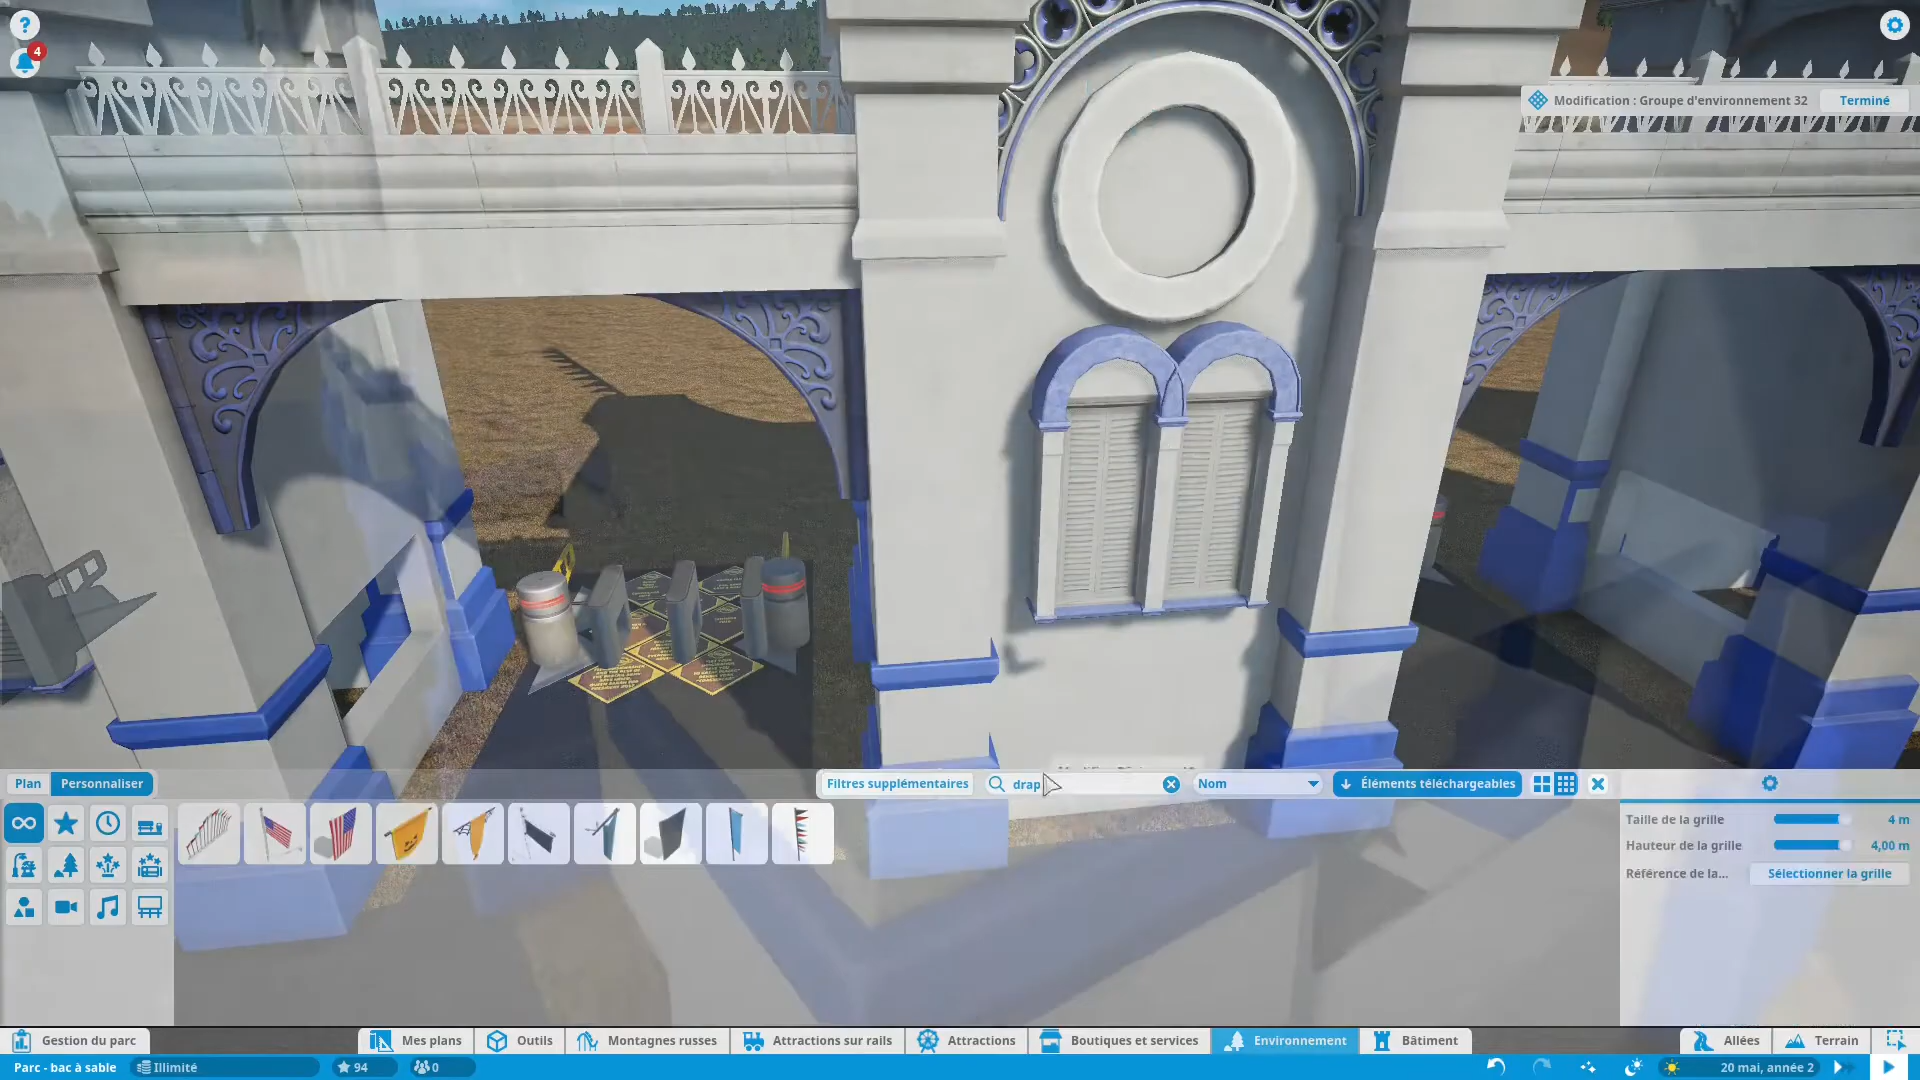 ?
4
Modification : Groupe d'environnement 32
Terminé
Plan
Personnaliser
Filtres supplémentaires
drap
Nom
Éléments téléchargeables
Taille de la grille
4 m
Hauteur de la grille
4,00 m
Référence de la...
Sélectionner la grille
Gestion du parc
Mes plans
Outils
Montagnes russes
Attractions sur rails
Attractions
Boutiques et services
Environnement
Bâtiment
Allées
Terrain
Parc - bac à sable
Illimité
94
0
20 mai, année 2